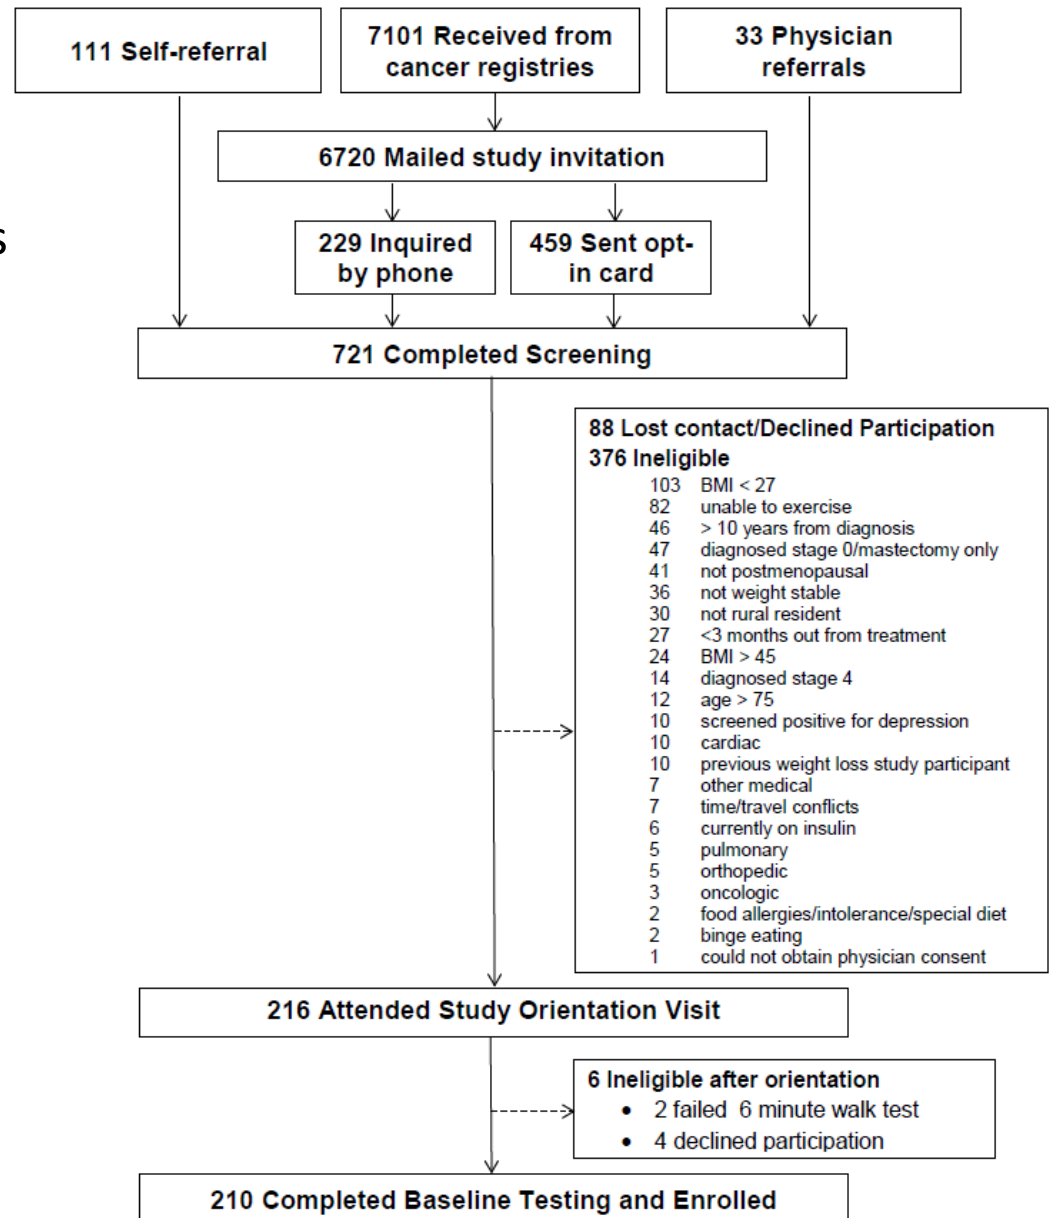 111 Self-referral
7101 Received from
cancer registries
33 Physician
referrals
6720 Mailed study invitation
s
229 Inquired
by phone
459 Sent opt-
in card
721 Completed Screening
88 Lost contact/Declined Participation
376 Ineligible
103 BMI < 27
82 unable to exercise
46 > 10 years from diagnosis
47 diagnosed stage 0/mastectomy only
41 not postmenopausal
36 not weight stable
30 not rural resident
27 <3 months out from treatment
24 BMI > 45
14 diagnosed stage 4
12 age > 75
10 screened positive for depression
10 cardiac
10 previous weight loss study participant
7 other medical
7 time/travel conflicts
6 currently on insulin
5 pulmonary
5 orthopedic
3 oncologic
2 food allergies/intolerance/special diet
2 binge eating
1 could not obtain physician consent
216 Attended Study Orientation Visit
6 Ineligible after orientation
• 2 failed 6 minute walk test
• 4 declined participation
210 Completed Baseline Testing and Enrolled